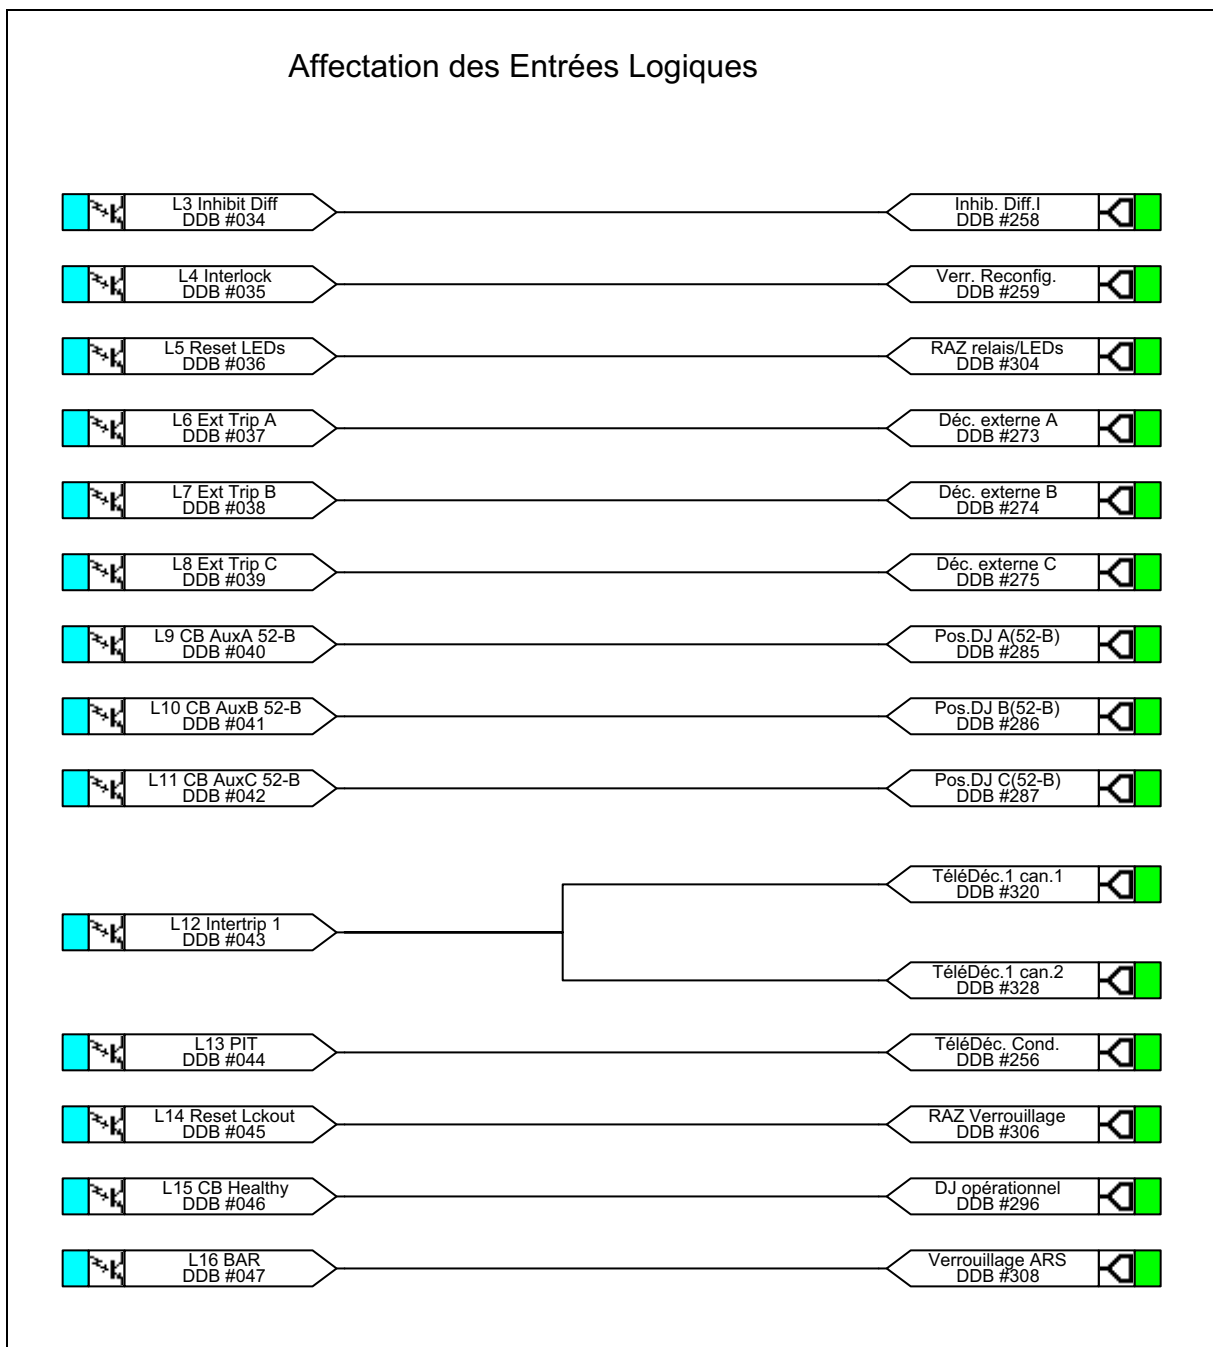 Affectation des Entrées Logiques
L3 Inhibit Diff
DDB #034
Inhib. Diff.I
DDB #258
L4 Interlock
DDB #035
Verr. Reconfig.
DDB #259
L5 Reset LEDs
DDB #036
RAZ relais/LEDs
DDB #304
L6 Ext Trip A
DDB #037
Déc. externe A
DDB #273
L7 Ext Trip B
DDB #038
Déc. externe B
DDB #274
L8 Ext Trip C
DDB #039
Déc. externe C
DDB #275
L9 CB AuxA 52-B
DDB #040
Pos.DJ A(52-B)
DDB #285
L10 CB AuxB 52-B
DDB #041
Pos.DJ B(52-B)
DDB #286
L11 CB AuxC 52-B
DDB #042
Pos.DJ C(52-B)
DDB #287
L12 Intertrip 1
DDB #043
TéléDéc.1 can.1
DDB #320
TéléDéc.1 can.2
DDB #328
L13 PIT
DDB #044
TéléDéc. Cond.
DDB #256
L14 Reset Lckout
DDB #045
RAZ Verrouillage
DDB #306
L15 CB Healthy
DDB #046
DJ opérationnel
DDB #296
L16 BAR
DDB #047
Verrouillage ARS
DDB #308